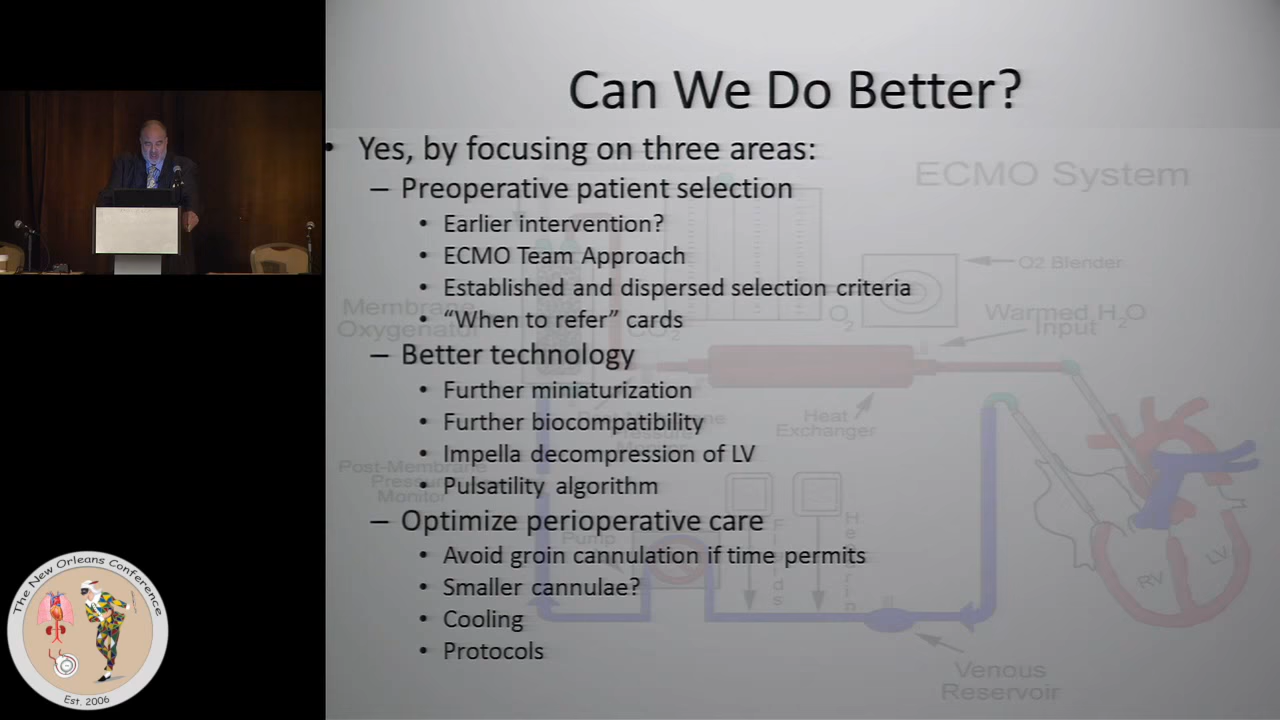 Can We Do Better?
• Yes, by focusing on three areas:
– Preoperative patient selection
• Earlier intervention?
• ECMO Team Approach
• Established and dispersed selection criteria
• “When to refer” cards
– Better technology
• Further miniaturization
• Further biocompatibility
• Impella decompression of LV
• Pulsatility algorithm
– Optimize perioperative care
• Avoid groin cannulation if time permits
• Smaller cannulae?
• Cooling
• Protocols
ECMO System
O2 Blender
Membrane
Oxygenator
O2
CO2
Warmed H2O
Input
Heat
Exchanger
Post-Membrane
Pressure
Monitor
Pump
Fluids
Heparin
RV
LV
Venous
Reservoir
The New Orleans Conference
Est. 2006